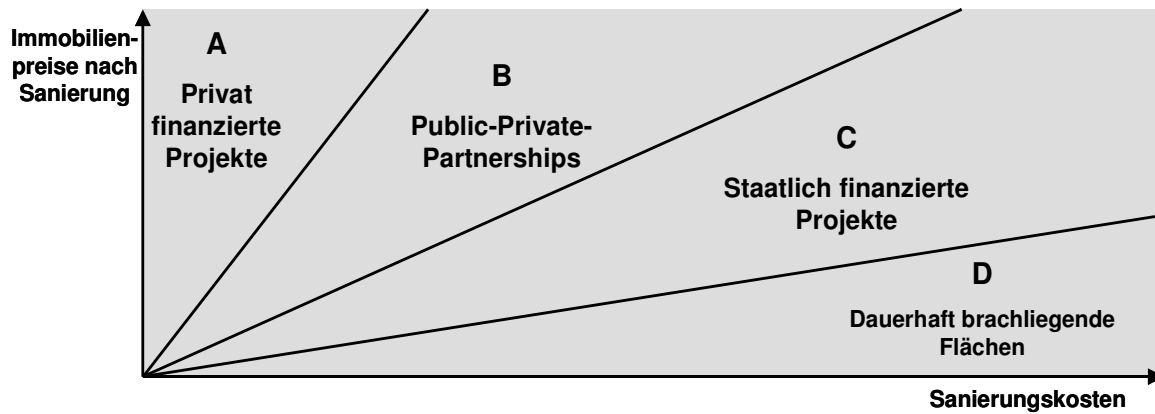 Immobilien-
preise nach
Sanierung
A
Privat
finanzierte
Projekte
B
Public-Private-
Partnerships
C
Staatlich finanzierte
Projekte
D
Dauerhaft brachliegende
Flächen
Sanierungskosten